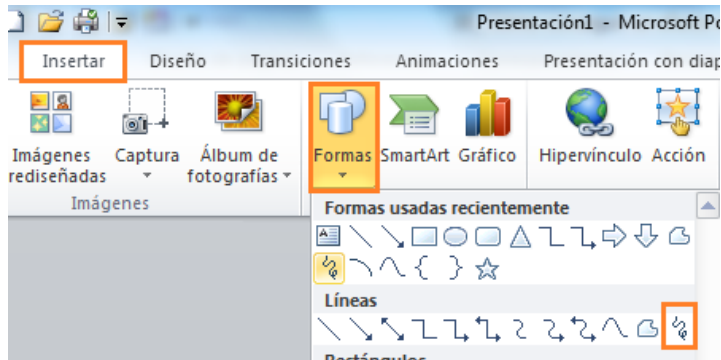 Presentación1 - Microsoft Po
Insertar Diseño Transiciones Animaciones Presentación con diap
Imágenes
rediseñadas
Captura
Álbum de
fotografías
Formas
SmartArt
Gráfico
Hipervínculo
Acción
Imágenes
Formas usadas recientemente
Líneas
Rectángulos